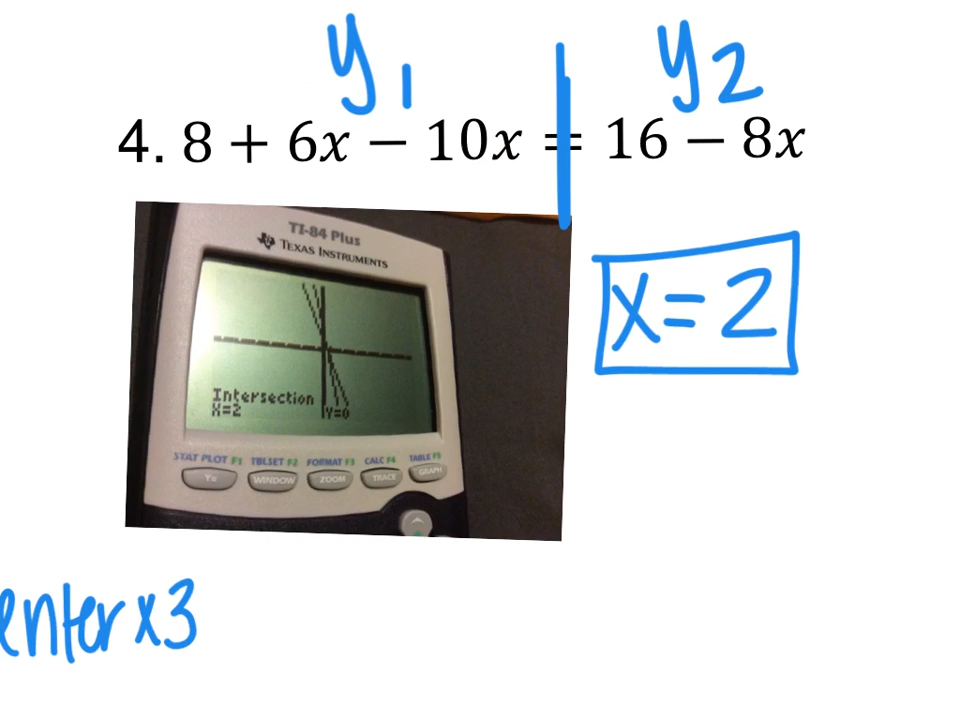 y1 y2
4. 8 + 6x − 10x = 16 − 8x
TI-84 Plus
TEXAS INSTRUMENTS
x=2
Intersection
X=2 Y=0
STAT PLOT F1 TBLSET F2 FORMAT F3 CALC F4 TABLE F5
Y= WINDOW ZOOM TRACE GRAPH
enter x3